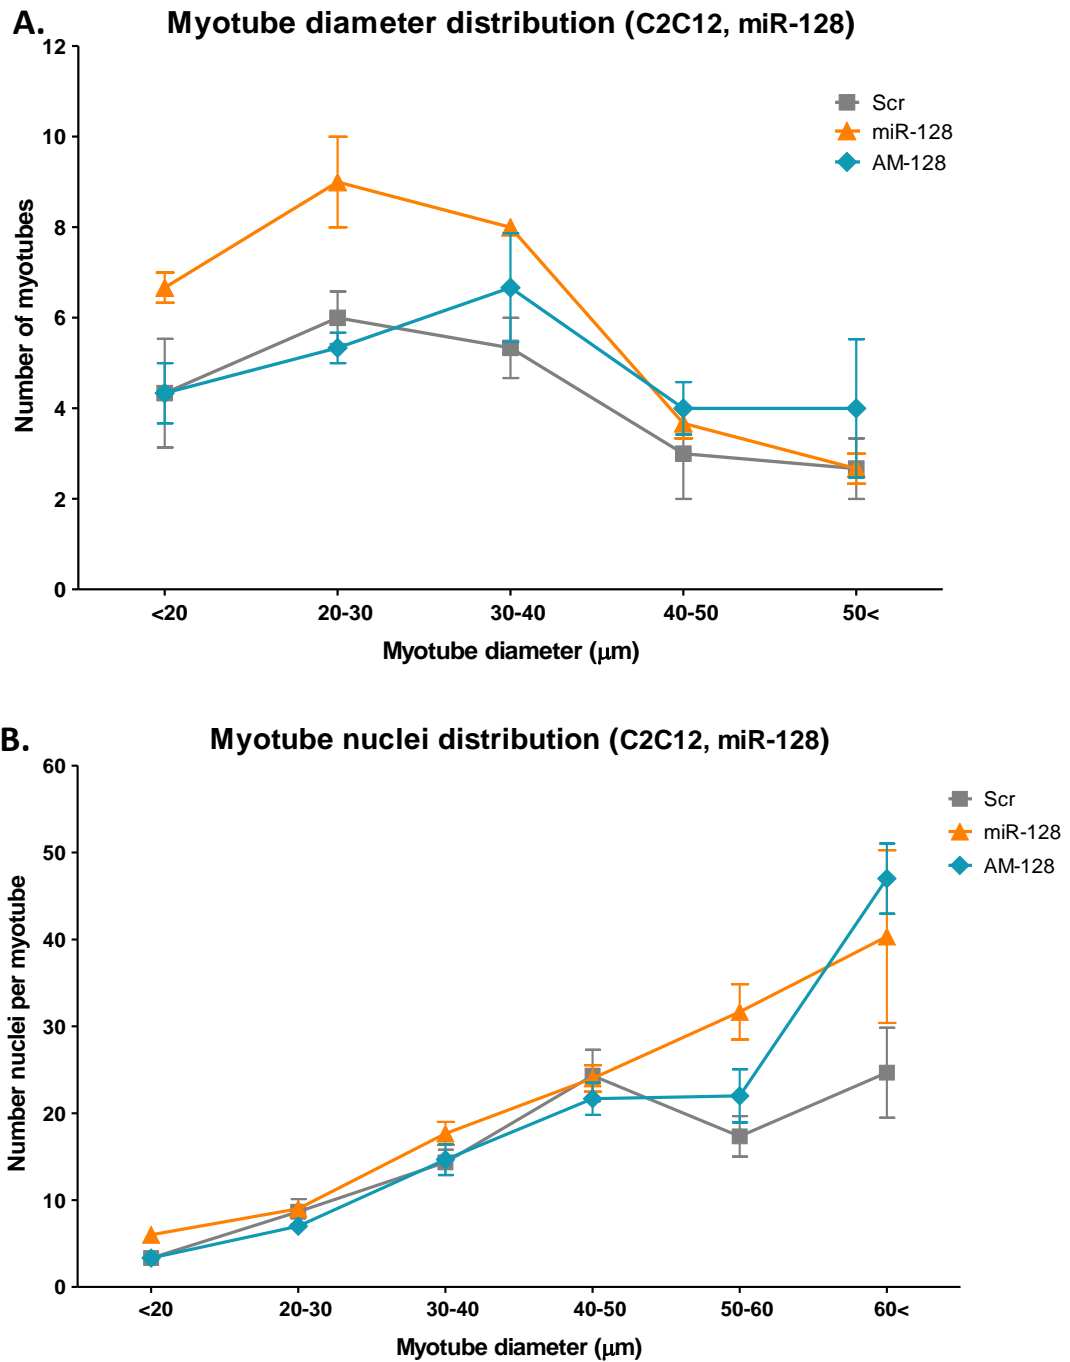 A.
Myotube diameter distribution (C2C12, miR-128)
12
10
8
6
4
2
0
Number of myotubes
Scr
miR-128
AM-128
<20 20-30 30-40 40-50 50<
Myotube diameter (μm)
B.
Myotube nuclei distribution (C2C12, miR-128)
60
50
40
30
20
10
0
Number nuclei per myotube
Scr
miR-128
AM-128
<20 20-30 30-40 40-50 50-60 60<
Myotube diameter (μm)